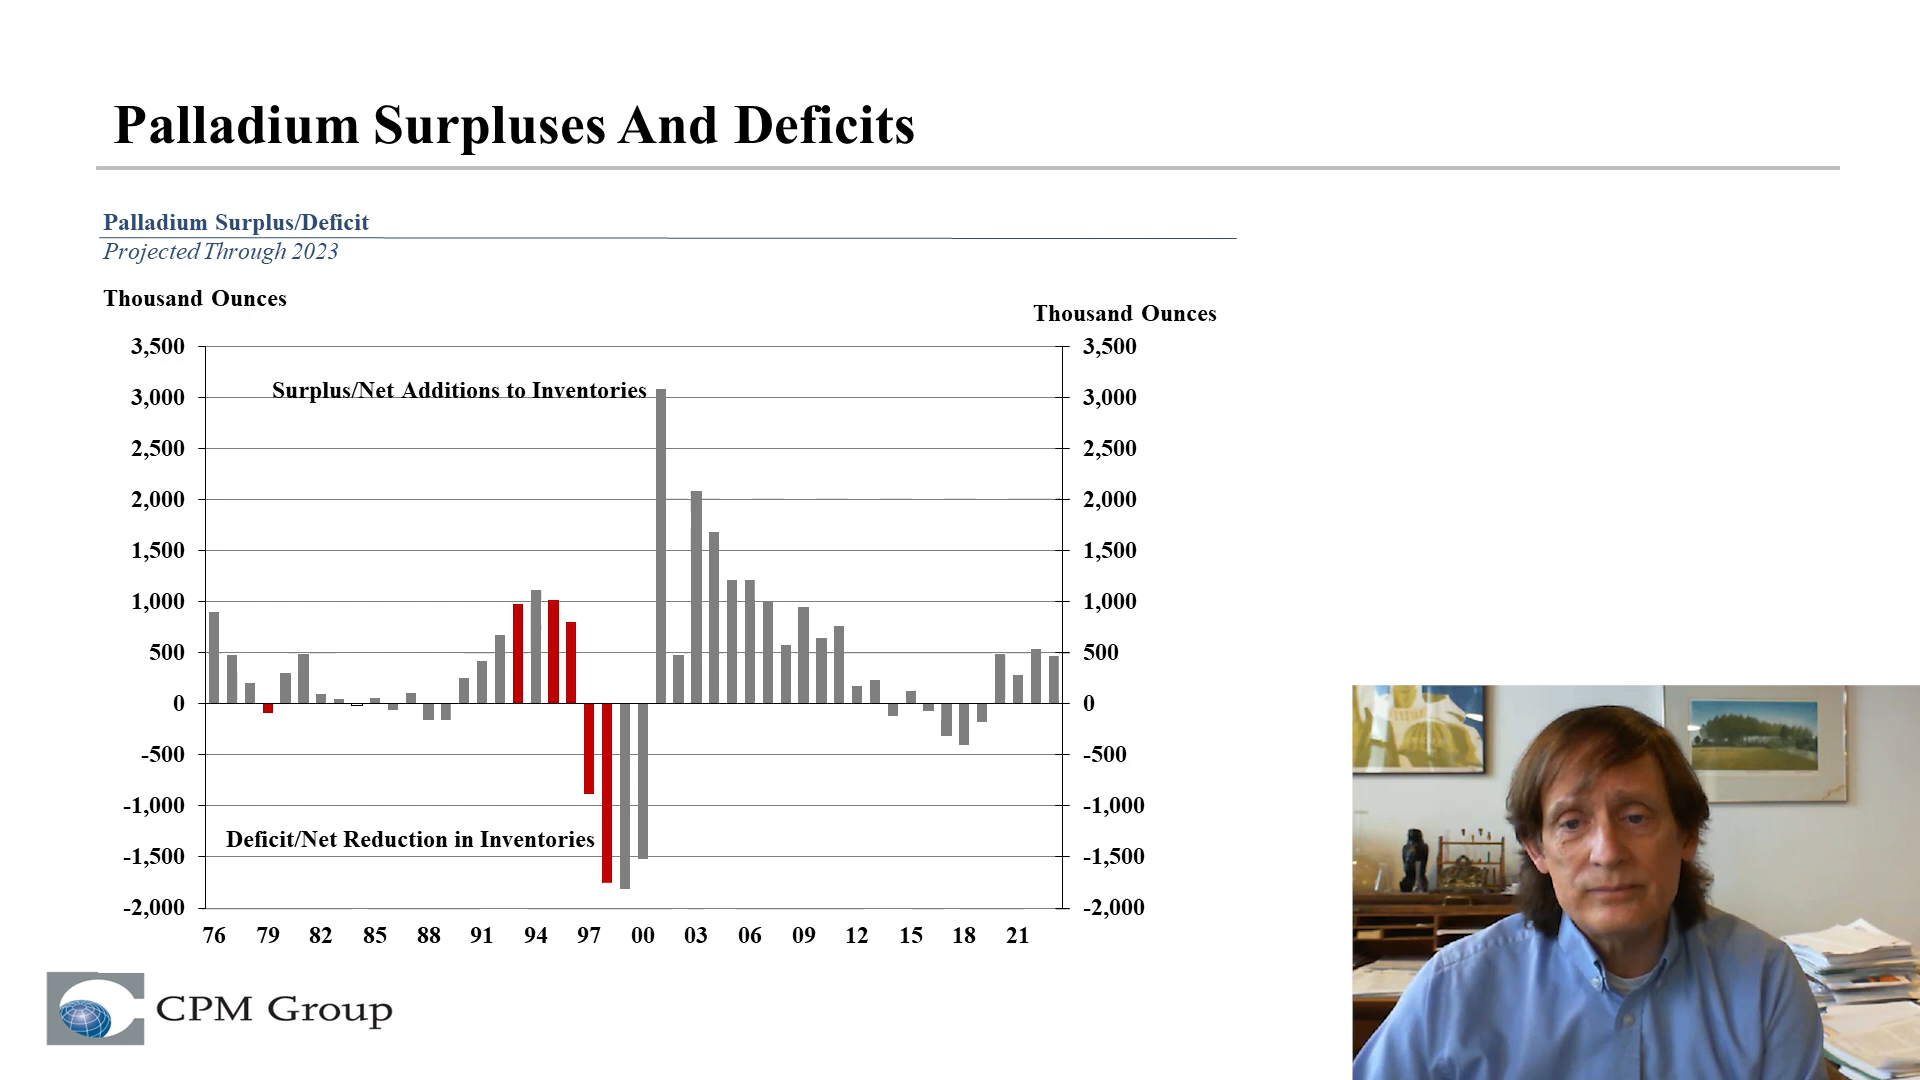 Palladium Surpluses And Deficits
Palladium Surplus/Deficit
Projected Through 2023
Thousand Ounces
Thousand Ounces
3,500
3,000
2,500
2,000
1,500
1,000
500
0
-500
-1,000
-1,500
-2,000
Surplus/Net Additions to Inventories
Deficit/Net Reduction in Inventories
3,500
3,000
2,500
2,000
1,500
1,000
500
0
-500
-1,000
-1,500
-2,000
76 79 82 85 88 91 94 97 00 03 06 09 12 15 18 21
CPM Group